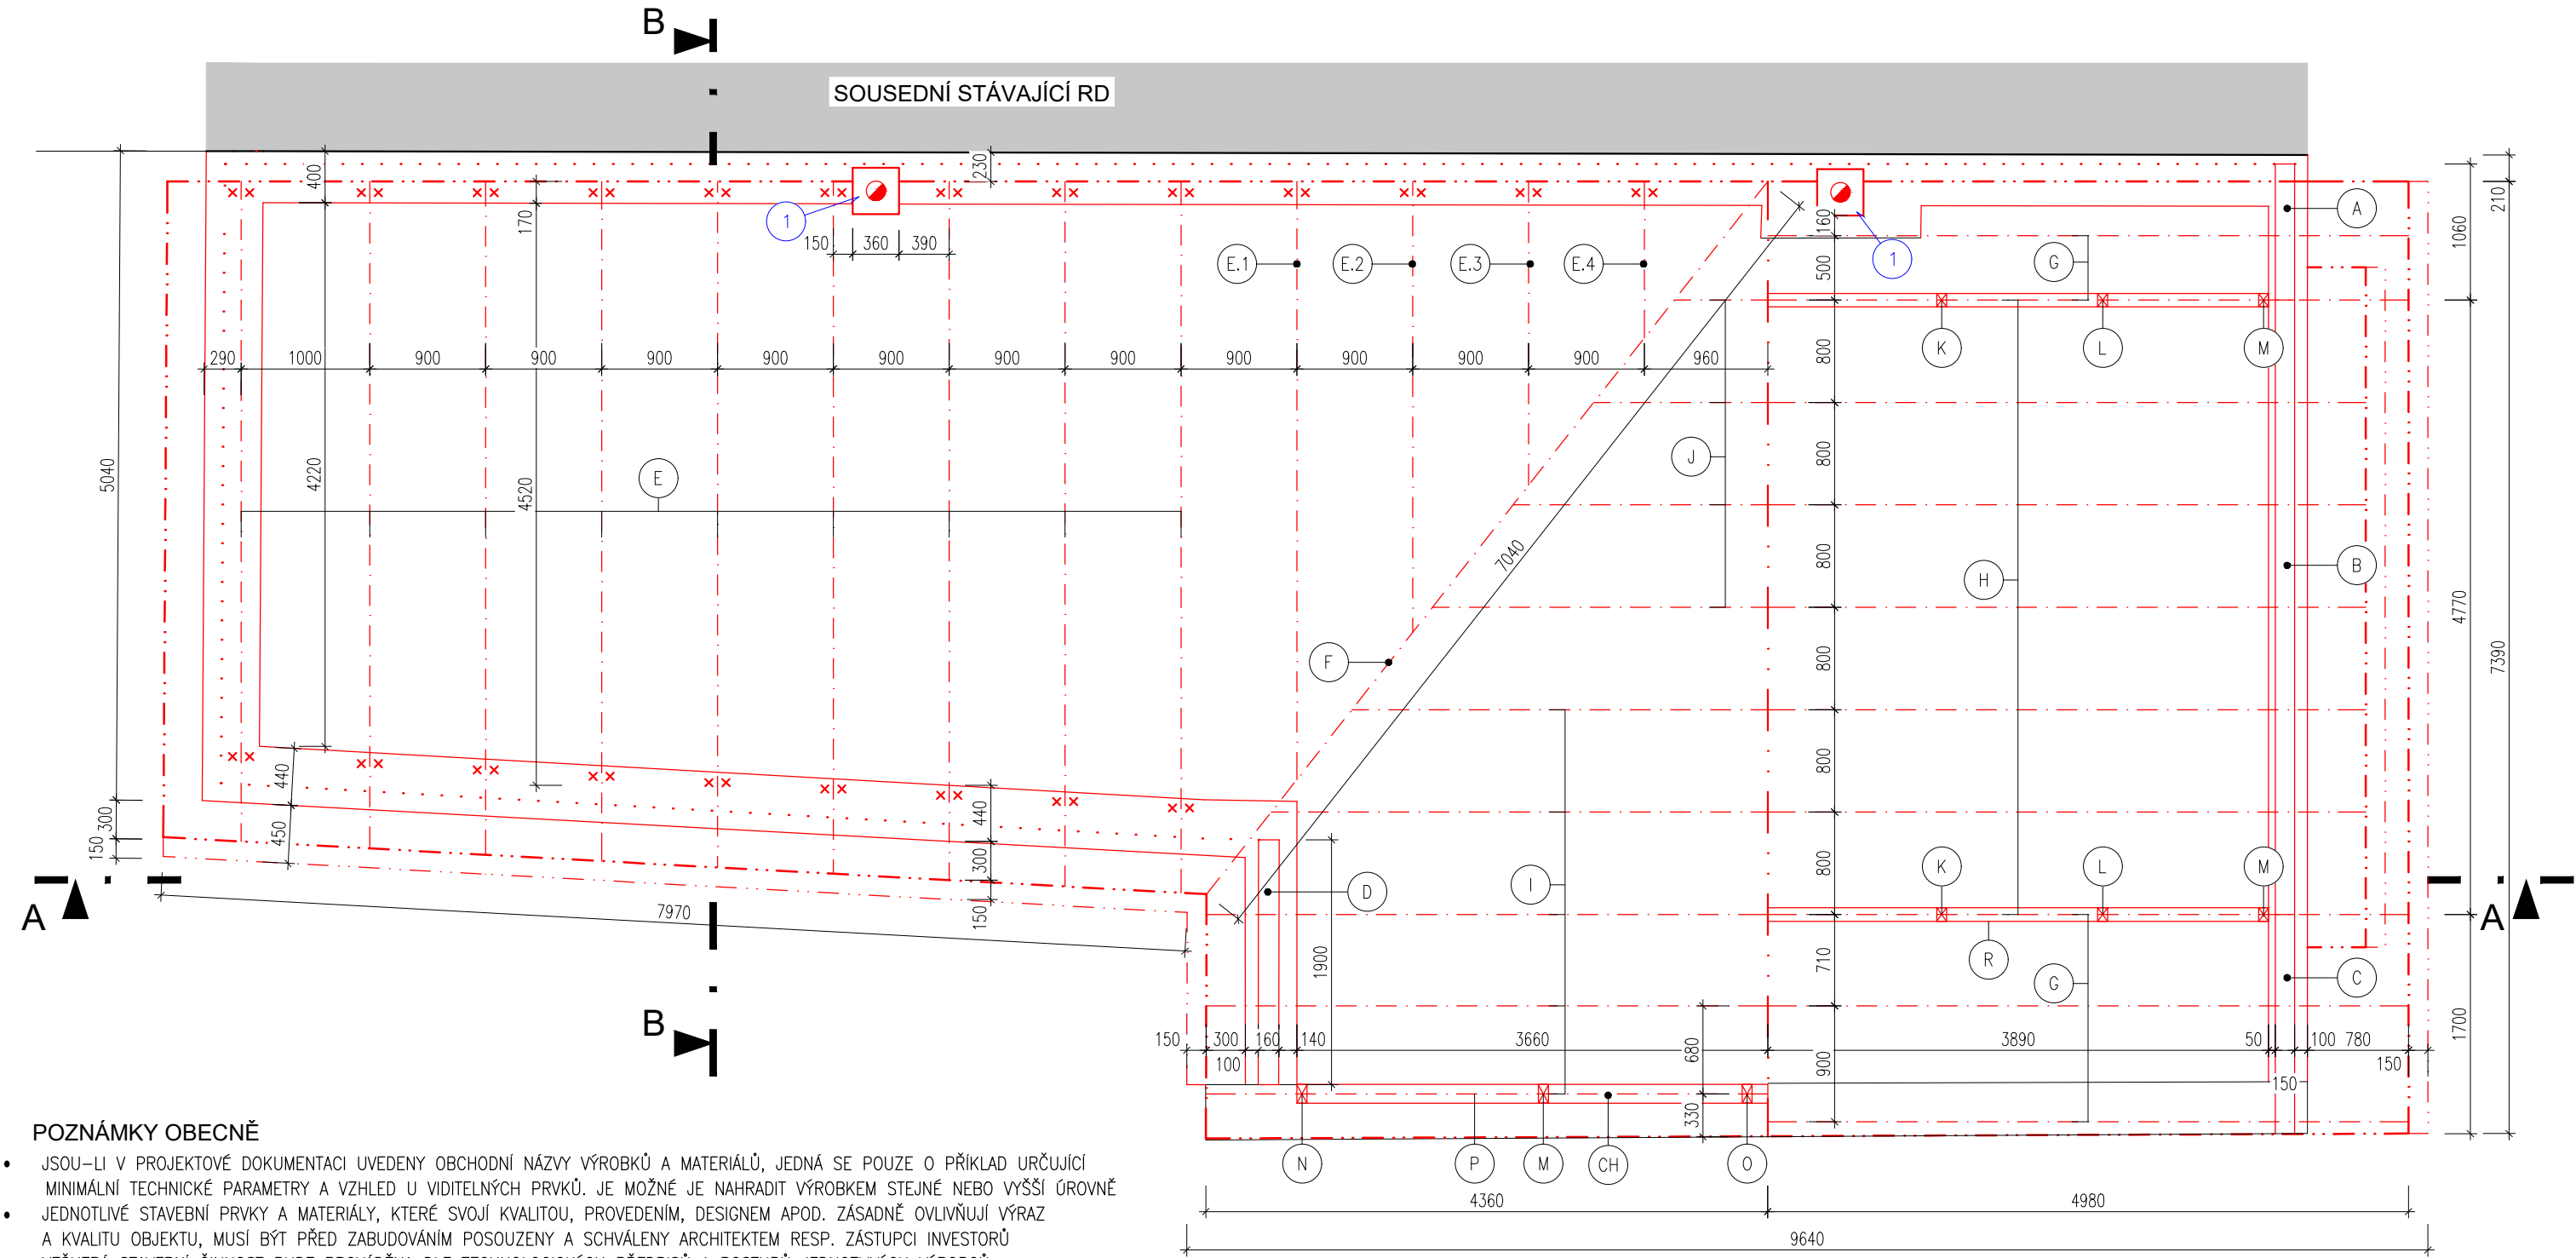 B
SOUSEDNÍ STÁVAJÍCÍ RD
400
230
170
1
150 360 390
E.1 E.2 E.3 E.4
160
500
G
1
A
1060
210
K L M
290 1000 900 900 900 900 900 900 900 900 900 900 900 960
800
5040
4220
4520
E
J
800
7040
800
H
B
4770
7390
F
800
800
440
450
440
300
150
300
150
800
K L M
A
7970
D
I
1900
A
710
R
G
C
B
150 300 160 140 3660 3890 50 100 780
100
680
900
150
150
1700
330
N P M CH O
4360 4980
9640
POZNÁMKY OBECNĚ
• JSOU-LI V PROJEKTOVÉ DOKUMENTACI UVEDENY OBCHODNÍ NÁZVY VÝROBKŮ A MATERIÁLŮ, JEDNÁ SE POUZE O PŘÍKLAD URČUJÍCÍ
MINIMÁLNÍ TECHNICKÉ PARAMETRY A VZHLED U VIDITELNÝCH PRVKŮ. JE MOŽNÉ JE NAHRADIT VÝROBKEM STEJNÉ NEBO VYŠŠÍ ÚROVNĚ
• JEDNOTLIVÉ STAVEBNÍ PRVKY A MATERIÁLY, KTERÉ SVOJÍ KVALITOU, PROVEDENÍM, DESIGNEM APOD. ZÁSADNĚ OVLIVŇUJÍ VÝRAZ
A KVALITU OBJEKTU, MUSÍ BÝT PŘED ZABUDOVÁNÍM POSOUZENY A SCHVÁLENY ARCHITEKTEM RESP. ZÁSTUPCI INVESTORŮ